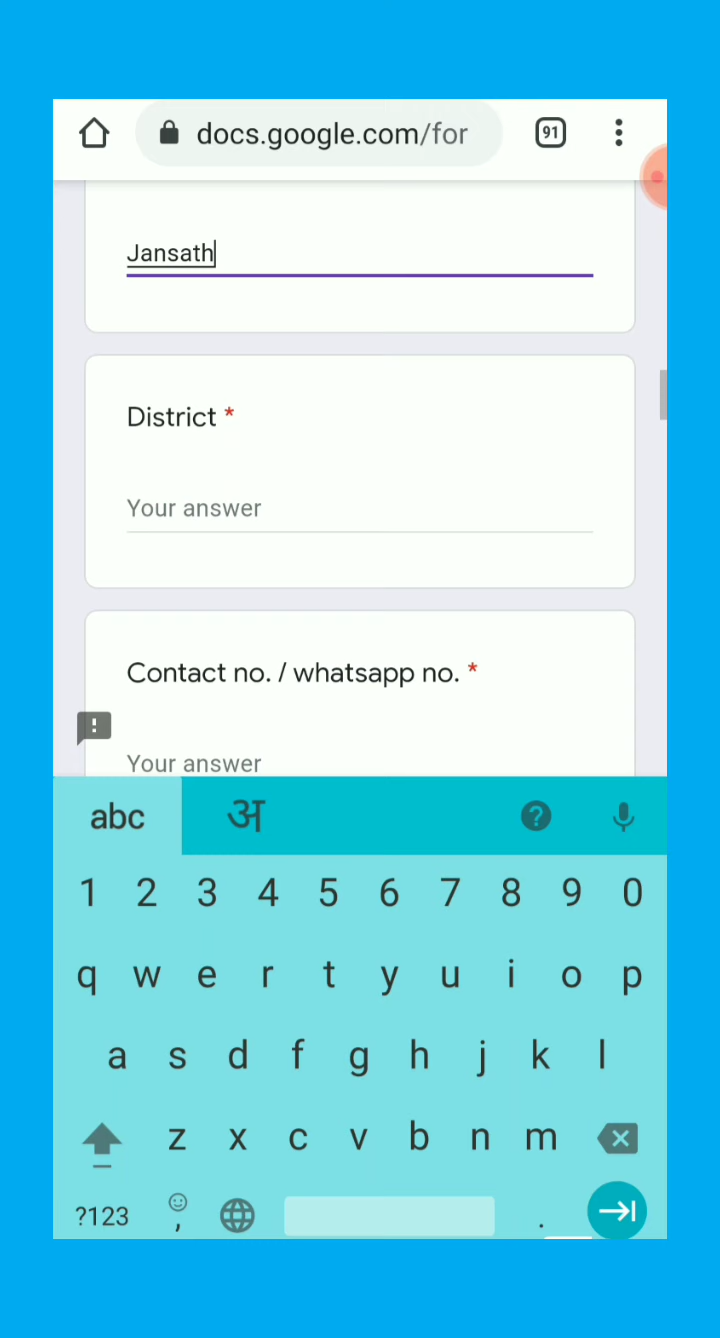 docs.google.com/for
91
Jansath
District *
Your answer
Contact no. / whatsapp no. *
Your answer
abc अ
1 2 3 4 5 6 7 8 9 0
q w e r t y u i o p
a s d f g h j k l
z x c v b n m
?123 , .